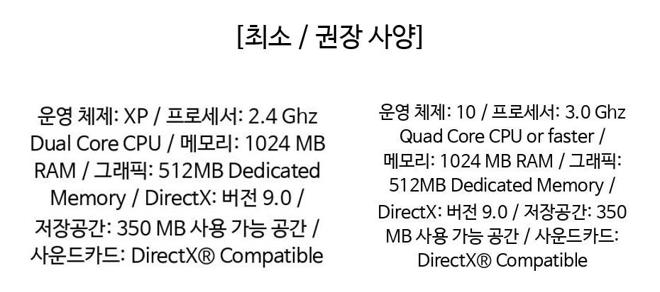 [최소 / 권장 사양]
운영 체제: XP / 프로세서: 2.4 Ghz
Dual Core CPU / 메모리: 1024 MB
RAM / 그래픽: 512MB Dedicated
Memory / DirectX: 버전 9.0 /
저장공간: 350 MB 사용 가능 공간 /
사운드카드: DirectX® Compatible
운영 체제: 10 / 프로세서: 3.0 Ghz
Quad Core CPU or faster /
메모리: 1024 MB RAM / 그래픽:
512MB Dedicated Memory /
DirectX: 버전 9.0 / 저장공간: 350
MB 사용 가능 공간 / 사운드카드:
DirectX® Compatible